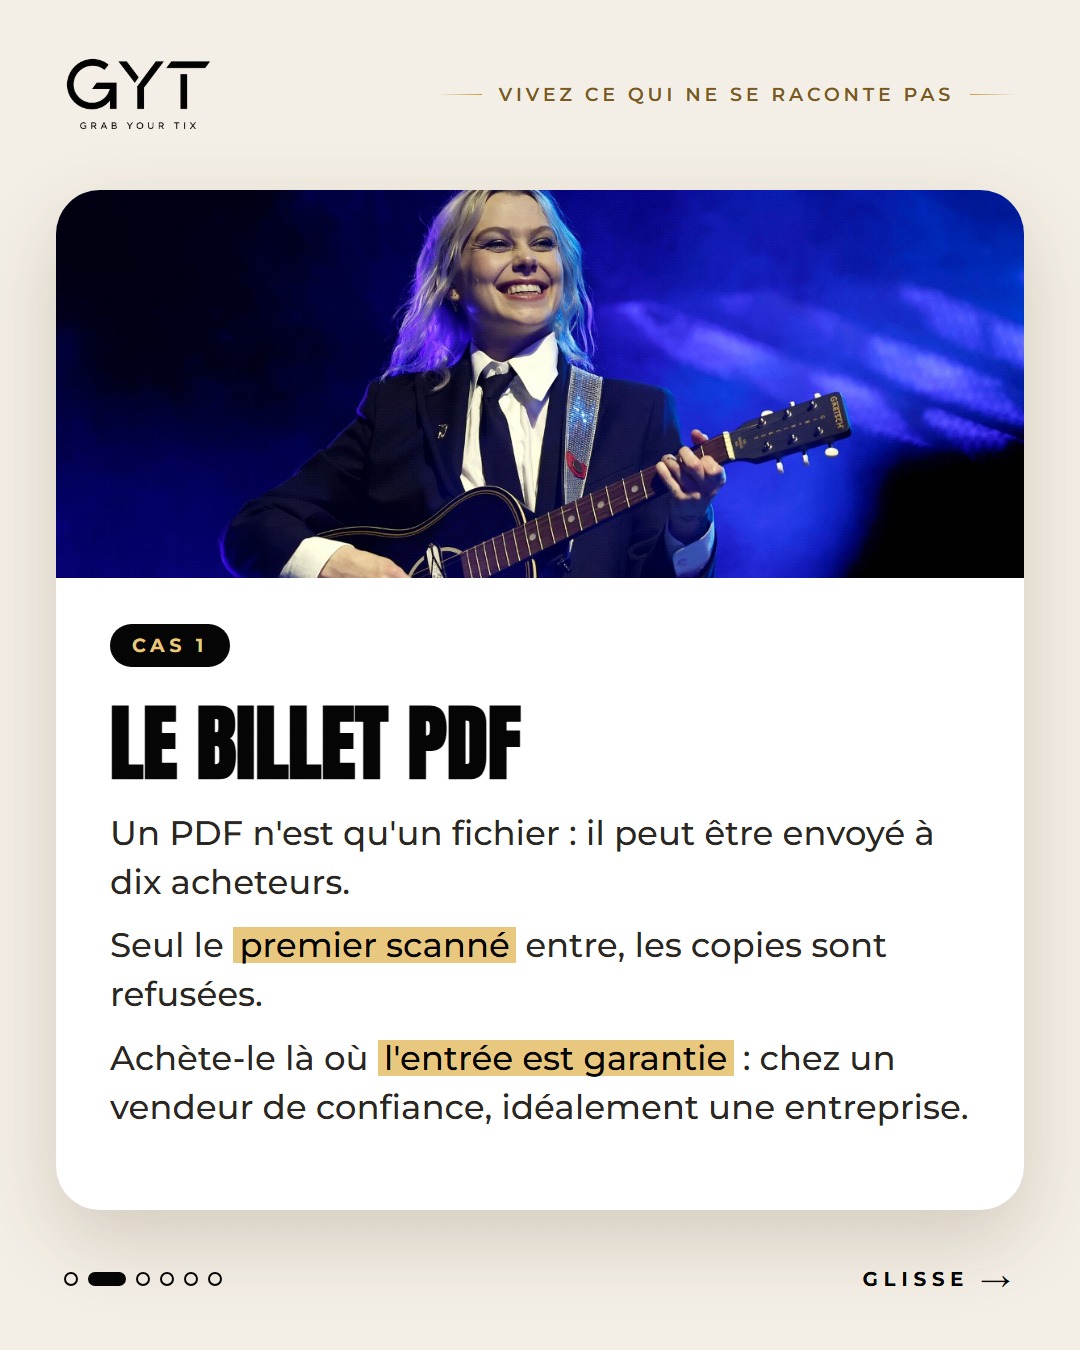 GYT
GRAB YOUR TIX
VIVEZ CE QUI NE SE RACONTE PAS
GRETSCH
CAS 1
LE BILLET PDF
Un PDF n'est qu'un fichier : il peut être envoyé à
dix acheteurs.
Seul le premier scanné entre, les copies sont
refusées.
Achète-le là où l'entrée est garantie : chez un
vendeur de confiance, idéalement une entreprise.
GLISSE →